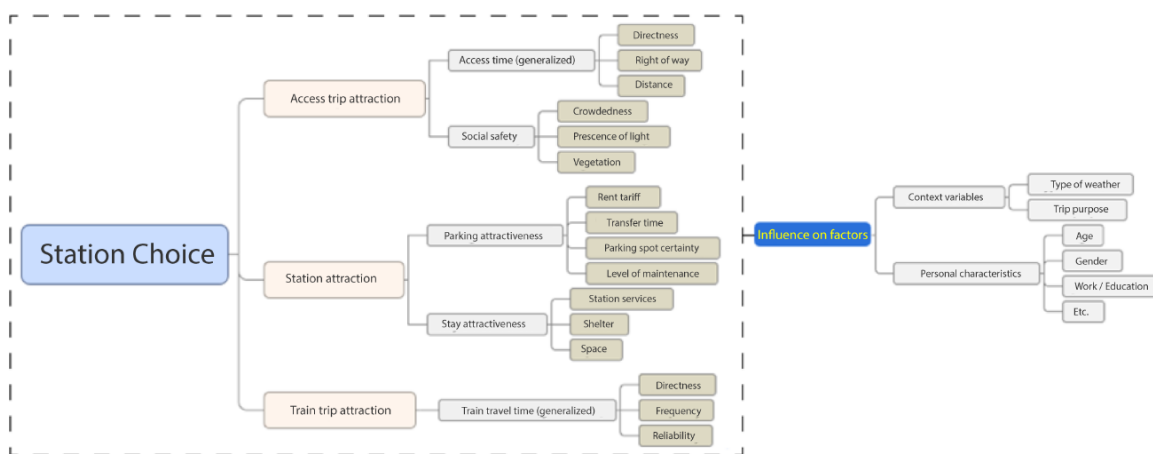 Station Choice
Access trip attraction
Access time (generalized)
Directness
Right of way
Distance
Social safety
Crowdedness
Prescence of light
Vegetation
Station attraction
Parking attractiveness
Rent tariff
Transfer time
Parking spot certainty
Level of maintenance
Stay attractiveness
Station services
Shelter
Space
Train trip attraction
Train travel time (generalized)
Directness
Frequency
Reliability
Influence on factors
Context variables
Type of weather
Trip purpose
Personal characteristics
Age
Gender
Work / Education
Etc.